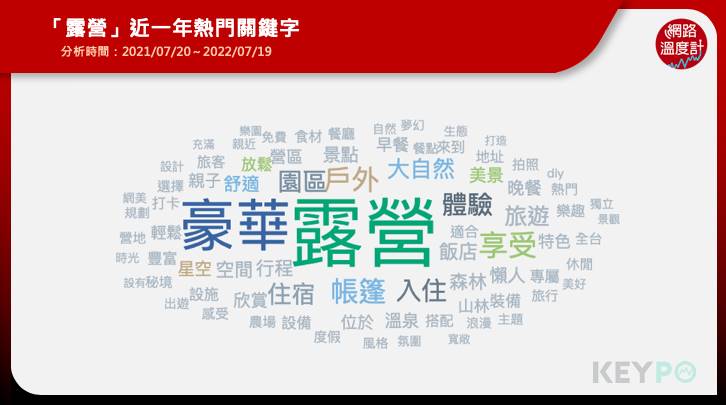 「露營」近一年熱門關鍵字
分析時間：2021/07/20～2022/07/19
網路
溫度計
樂園 免費 食材 餐廳 自然 夢幻 生態
充滿 親近 營區 景點 早餐 餐點 來到 打造
設計 旅客 放鬆 大自然 美景 地址 拍照 diy
選擇 親子 舒適 園區 戶外 晚餐 熱門
網美 打卡 豪華 露營 體驗 旅遊 樂趣 獨立
規劃 景觀
營地 輕鬆 適合 飯店 享受 特色 全台
時光 豐富 星空 空間 行程 休閒
設有 秘境 設施 欣賞 住宿 帳篷 入住 森林 懶人 專屬 美好
出遊 感受 山林 裝備 旅行
農場 設備 位於 溫泉 搭配 浪漫 主題
度假 風格 氛圍 寬敞
KEYPO